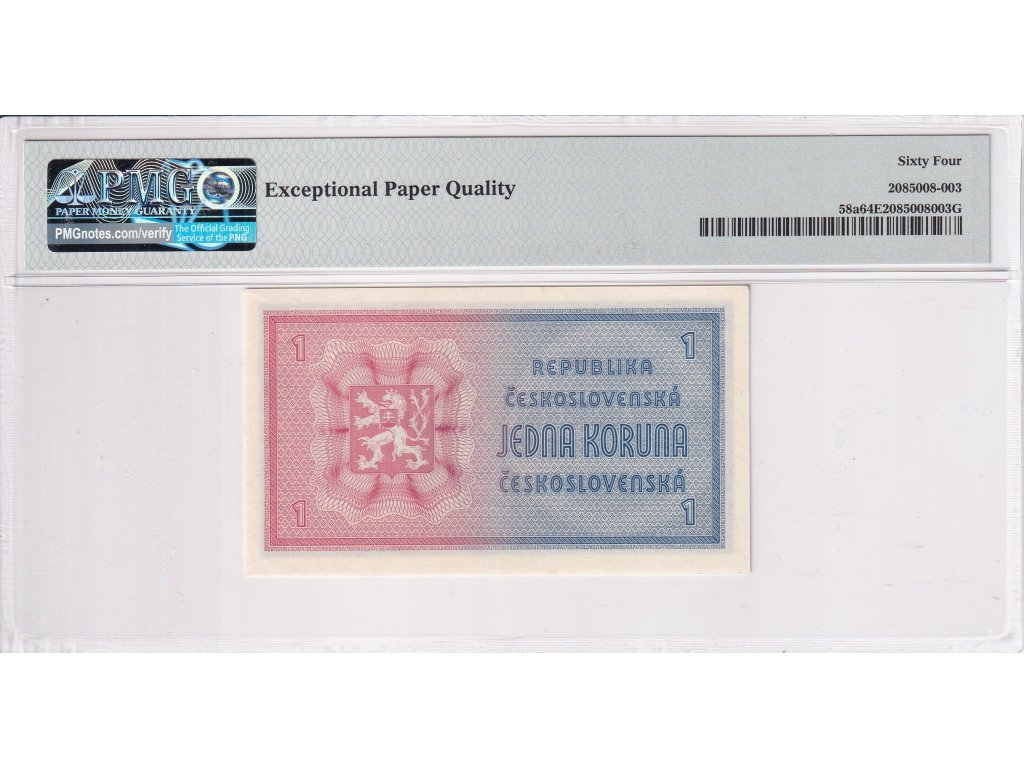 PMG
PAPER MONEY GUARANTY
PMGnotes.com/verify
The Official Grading
Service of the PNG
Exceptional Paper Quality
Sixty Four
2085008-003
58a64E2085008003G
1
1
REPUBLIKA
ČESKOSLOVENSKÁ
JEDNA KORUNA
ČESKOSLOVENSKÁ
1
1